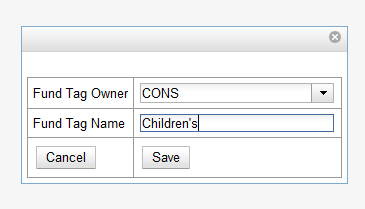 Fund Tag Owner CONS
Fund Tag Name Children's
Cancel Save